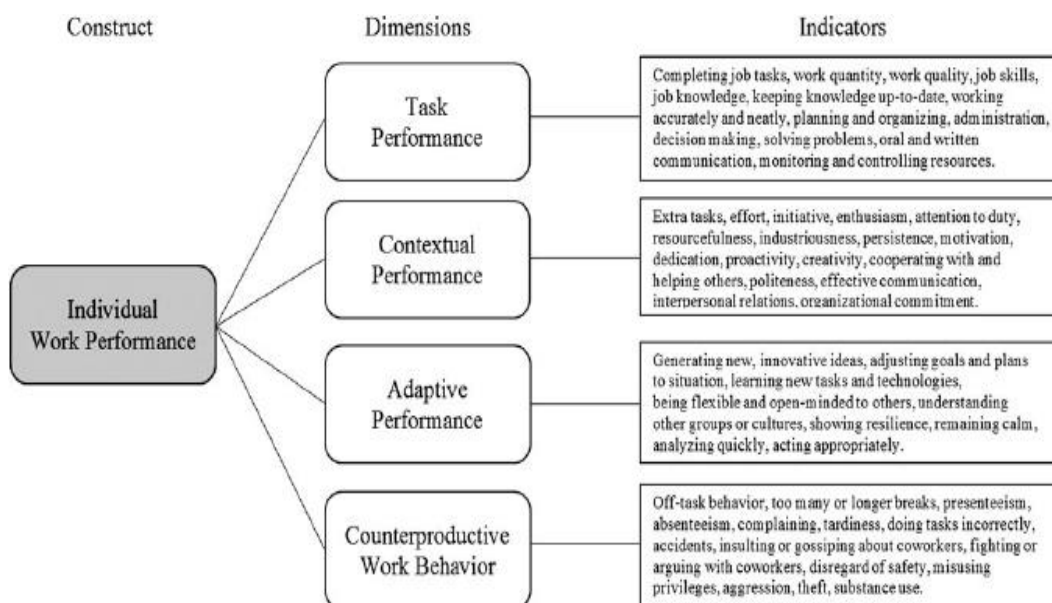 Construct
Dimensions
Indicators
Individual
Work Performance
Task
Performance
Completing job tasks, work quantity, work quality, job skills,
job knowledge, keeping knowledge up-to-date, working
accurately and neatly, planning and organizing, administration,
decision making, solving problems, oral and written
communication, monitoring and controlling resources.
Contextual
Performance
Extra tasks, effort, initiative, enthusiasm, attention to duty,
resourcefulness, industriousness, persistence, motivation,
dedication, proactivity, creativity, cooperating with and
helping others, politeness, effective communication,
interpersonal relations, organizational commitment.
Adaptive
Performance
Generating new, innovative ideas, adjusting goals and plans
to situation, learning new tasks and technologies,
being flexible and open-minded to others, understanding
other groups or cultures, showing resilience, remaining calm,
analyzing quickly, acting appropriately.
Counterproductive
Work Behavior
Off-task behavior, too many or longer breaks, presenteeism,
absenteeism, complaining, tardiness, doing tasks incorrectly,
accidents, insulting or gossiping about coworkers, fighting or
arguing with coworkers, disregard of safety, misusing
privileges, aggression, theft, substance use.